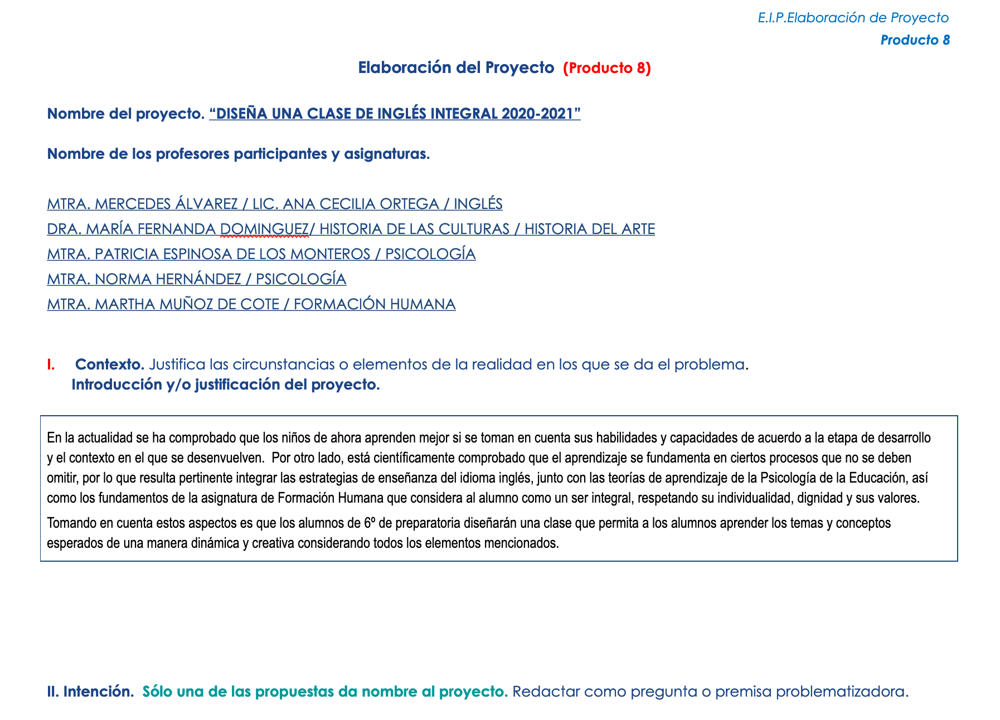 E.I.P.Elaboración de Proyecto
Producto 8
Elaboración del Proyecto (Producto 8)
Nombre del proyecto. “DISEÑA UNA CLASE DE INGLÉS INTEGRAL 2020-2021”
Nombre de los profesores participantes y asignaturas.
MTRA. MERCEDES ÁLVAREZ / LIC. ANA CECILIA ORTEGA / INGLÉS
DRA. MARÍA FERNANDA DOMINGUEZ/ HISTORIA DE LAS CULTURAS / HISTORIA DEL ARTE
MTRA. PATRICIA ESPINOSA DE LOS MONTEROS / PSICOLOGÍA
MTRA. NORMA HERNÁNDEZ / PSICOLOGÍA
MTRA. MARTHA MUÑOZ DE COTE / FORMACIÓN HUMANA
I. Contexto. Justifica las circunstancias o elementos de la realidad en los que se da el problema.
Introducción y/o justificación del proyecto.
En la actualidad se ha comprobado que los niños de ahora aprenden mejor si se toman en cuenta sus habilidades y capacidades de acuerdo a la etapa de desarrollo
y el contexto en el que se desenvuelven. Por otro lado, está científicamente comprobado que el aprendizaje se fundamenta en ciertos procesos que no se deben
omitir, por lo que resulta pertinente integrar las estrategias de enseñanza del idioma inglés, junto con las teorías de aprendizaje de la Psicología de la Educación, así
como los fundamentos de la asignatura de Formación Humana que considera al alumno como un ser integral, respetando su individualidad, dignidad y sus valores.
Tomando en cuenta estos aspectos es que los alumnos de 6º de preparatoria diseñarán una clase que permita a los alumnos aprender los temas y conceptos
esperados de una manera dinámica y creativa considerando todos los elementos mencionados.
II. Intención. Sólo una de las propuestas da nombre al proyecto. Redactar como pregunta o premisa problematizadora.